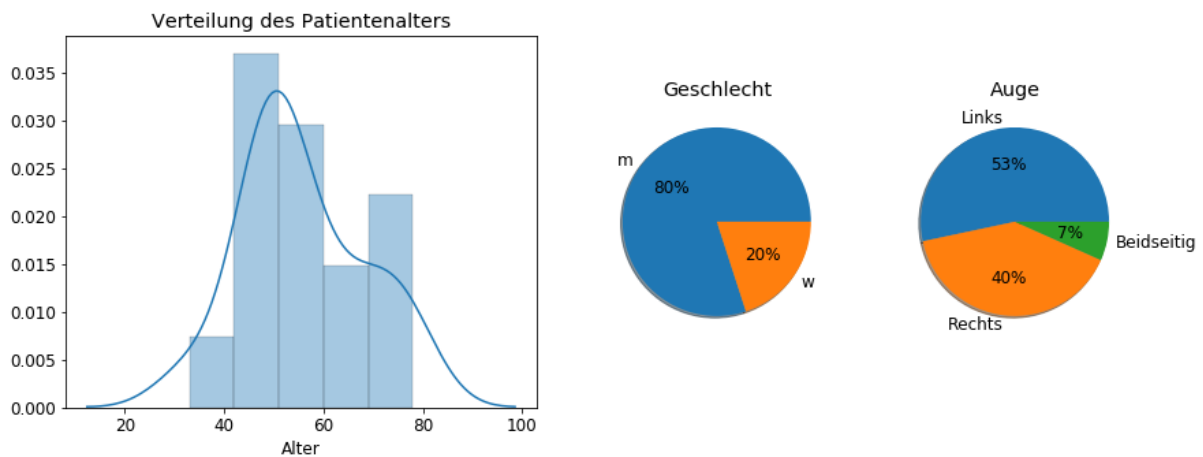 Verteilung des Patientenalters
0.035
0.030
0.025
0.020
0.015
0.010
0.005
0.000
20 40 60 80 100
Alter
Geschlecht
m
80%
20%
w
Auge
Links
53%
7%
Beidseitig
40%
Rechts